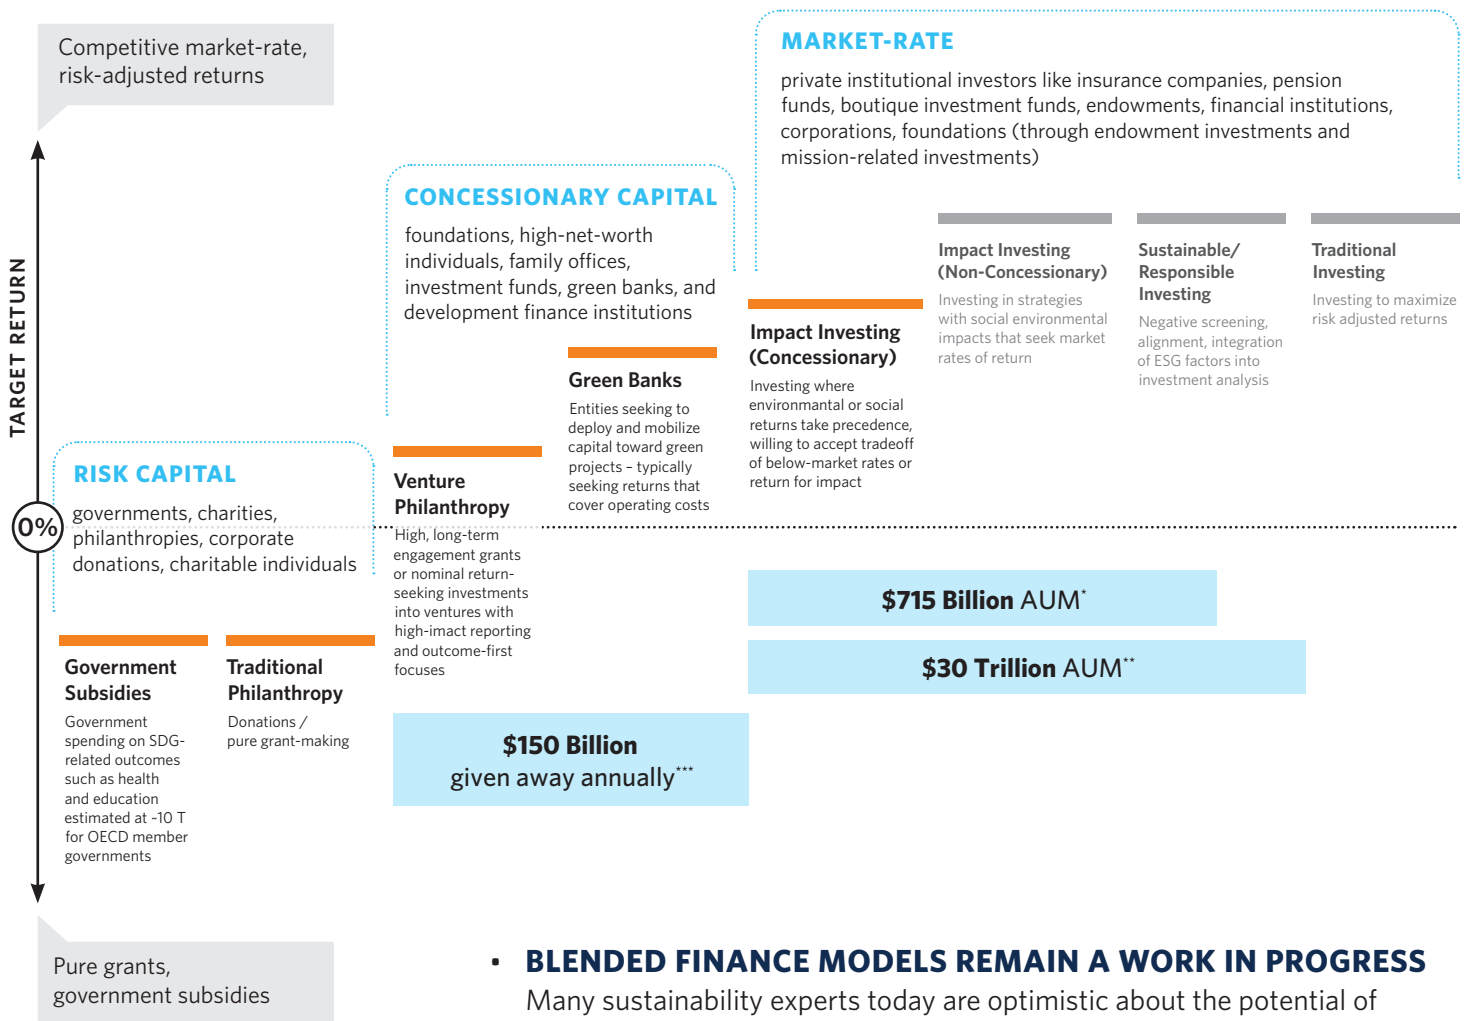 Competitive market-rate,
risk-adjusted returns
MARKET-RATE
private institutional investors like insurance companies, pension
funds, boutique investment funds, endowments, financial institutions,
corporations, foundations (through endowment investments and
mission-related investments)
CONCESSIONARY CAPITAL
foundations, high-net-worth
individuals, family offices,
investment funds, green banks, and
development finance institutions
TARGET RETURN
RISK CAPITAL
governments, charities,
philanthropies, corporate
donations, charitable individuals
0%
Government
Subsidies
Government
spending on SDG-
related outcomes
such as health
and education
estimated at ~10 T
for OECD member
governments
Traditional
Philanthropy
Donations /
pure grant-making
Venture
Philanthropy
High, long-term
engagement grants
or nominal return-
seeking investments
into ventures with
high-imact reporting
and outcome-first
focuses
Green Banks
Entities seeking to
deploy and mobilize
capital toward green
projects – typically
seeking returns that
cover operating costs
Impact Investing
(Concessionary)
Investing where
environmantal or social
returns take precedence,
willing to accept tradeoff
of below-market rates or
return for impact
Impact Investing
(Non-Concessionary)
Investing in strategies
with social environmental
impacts that seek market
rates of return
Sustainable/
Responsible
Investing
Negative screening,
alignment, integration
of ESG factors into
investment analysis
Traditional
Investing
Investing to maximize
risk adjusted returns
$715 Billion AUM*
$30 Trillion AUM**
$150 Billion
given away annually***
Pure grants,
government subsidies
• BLENDED FINANCE MODELS REMAIN A WORK IN PROGRESS
Many sustainability experts today are optimistic about the potential of